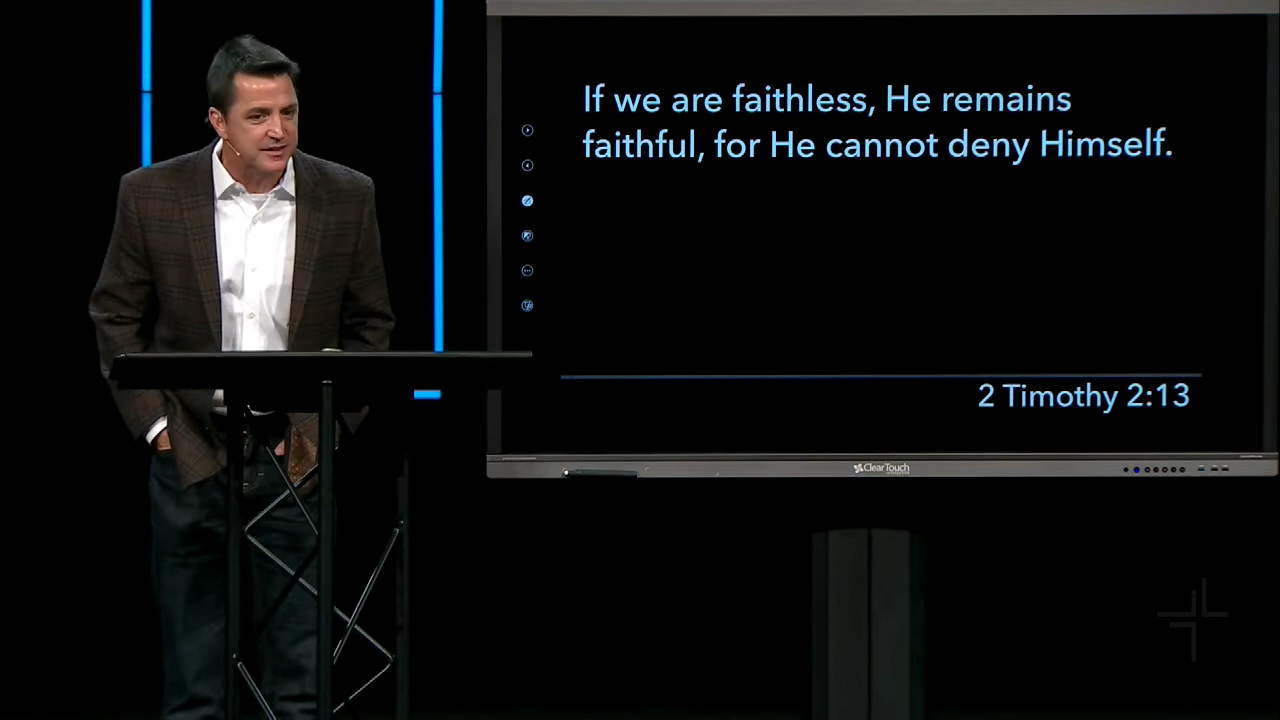 If we are faithless, He remains
faithful, for He cannot deny Himself.
2 Timothy 2:13
ClearTouch